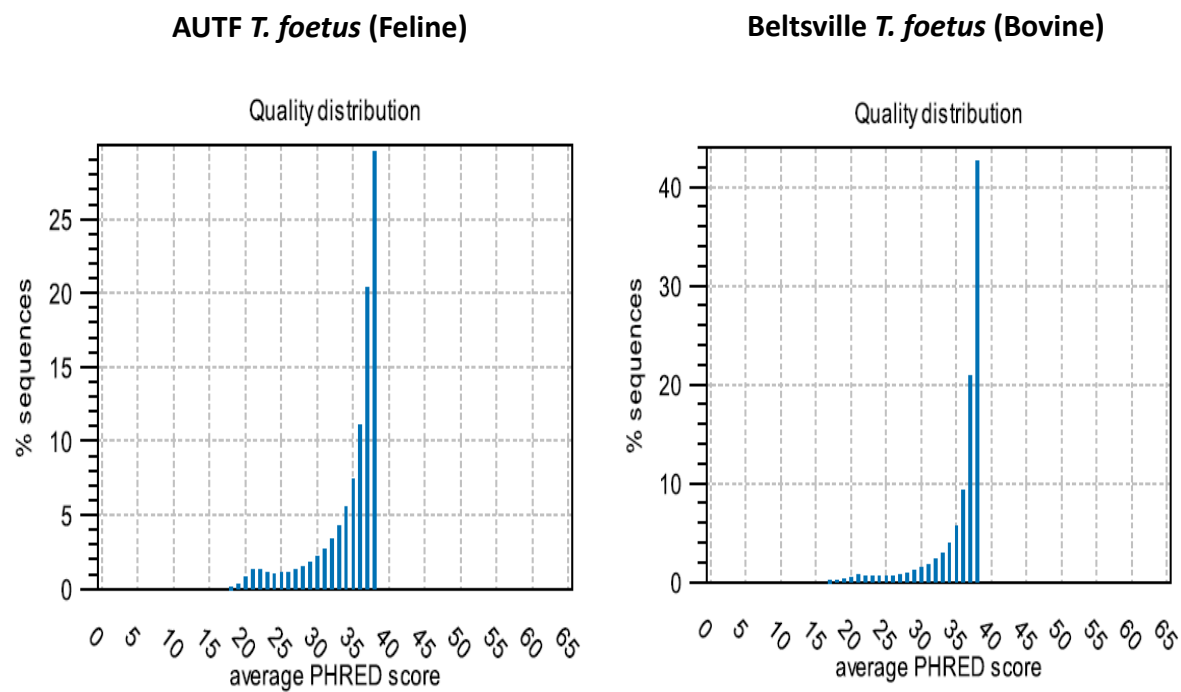 AUTF T. foetus (Feline)
Quality distribution
% sequences
25
20
15
10
5
0
0 5 10 15 20 25 30 35 40 45 50 55 60 65
average PHRED score
Beltsville T. foetus (Bovine)
Quality distribution
% sequences
40
30
20
10
0
0 5 10 15 20 25 30 35 40 45 50 55 60 65
average PHRED score